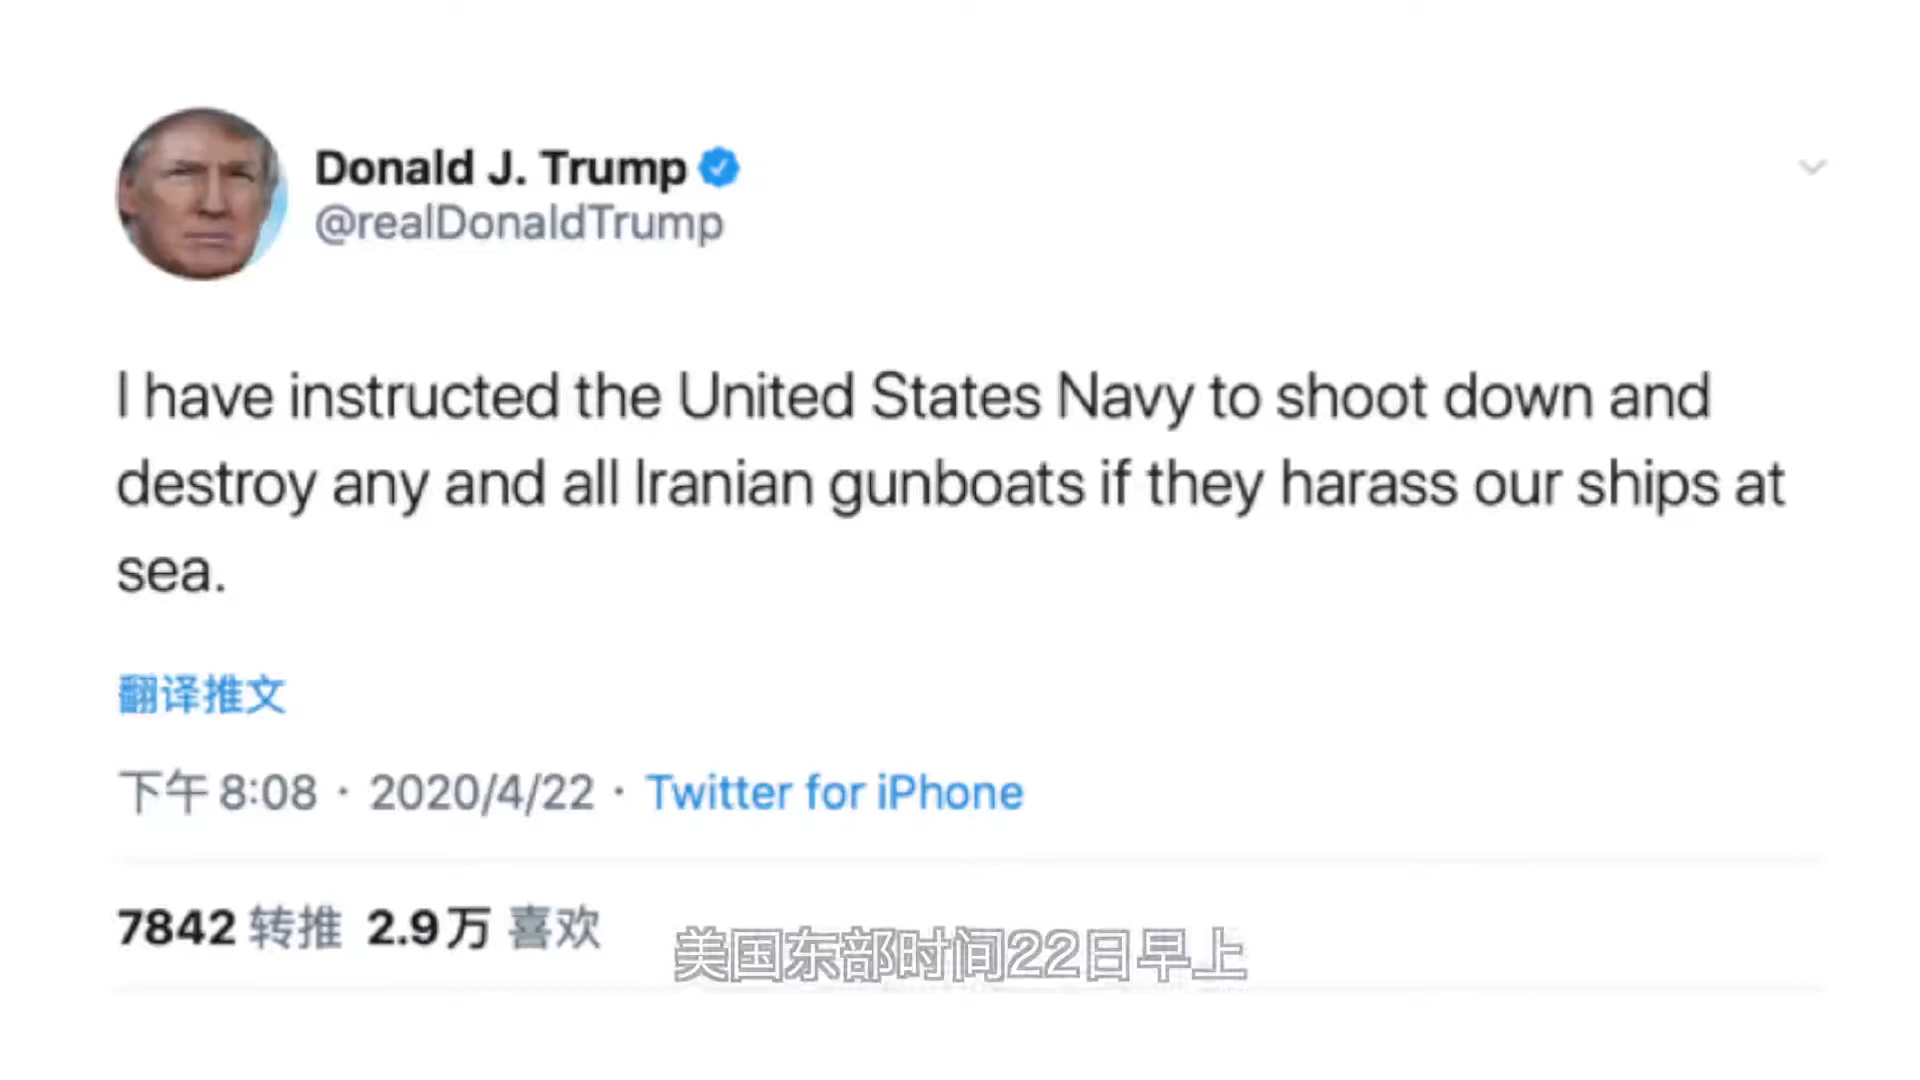 Donald J. Trump
@realDonaldTrump
I have instructed the United States Navy to shoot down and
destroy any and all Iranian gunboats if they harass our ships at
sea.
翻译推文
下午 8:08 · 2020/4/22 · Twitter for iPhone
7842 转推 2.9万 喜欢
美国东部时间22日早上